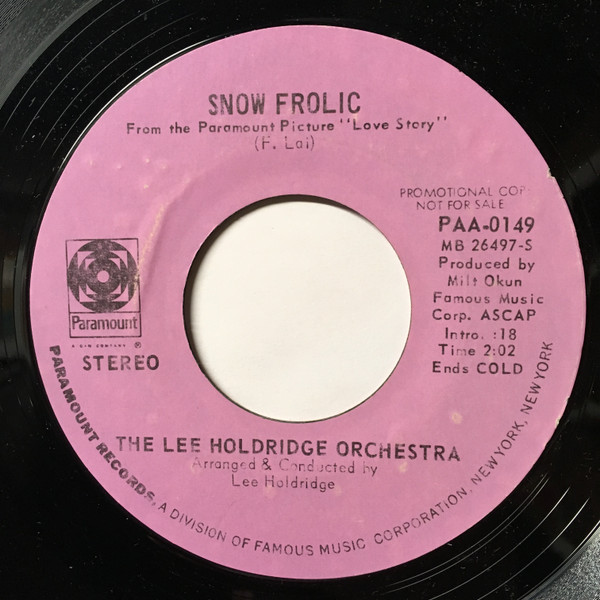 SNOW FROLIC
From the Paramount Picture "Love Story"
(F. Lai)
PROMOTIONAL COP
NOT FOR SALE
PAA-0149
MB 26497-S
Produced by
Milt Okun
Famous Music
Corp. ASCAP
Intro. :18
Time 2:02
Ends COLD
Paramount
®
STEREO
THE LEE HOLDRIDGE ORCHESTRA
Arranged & Conducted by
Lee Holdridge
PARAMOUNT RECORDS, A DIVISION OF FAMOUS MUSIC CORPORATION, NEW YORK, NEW YORK